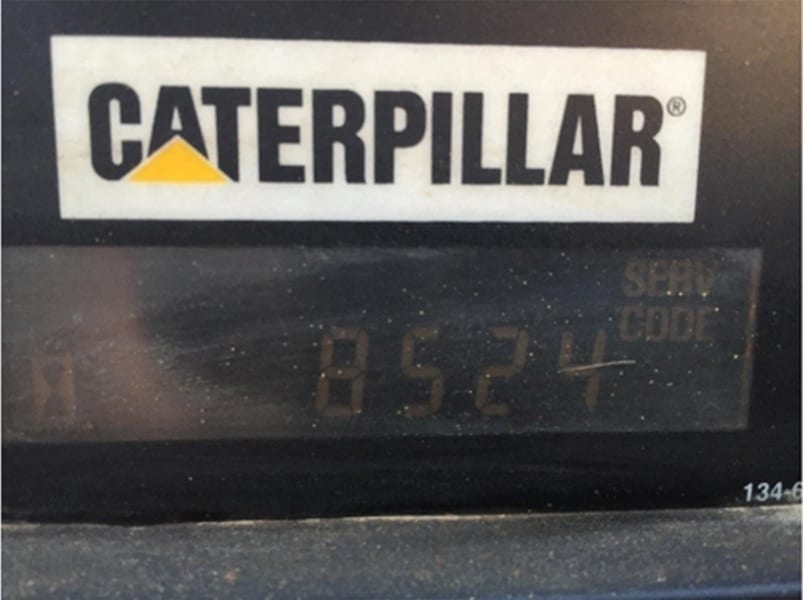 CATERPILLAR®
SERV
CODE
8524
134-6